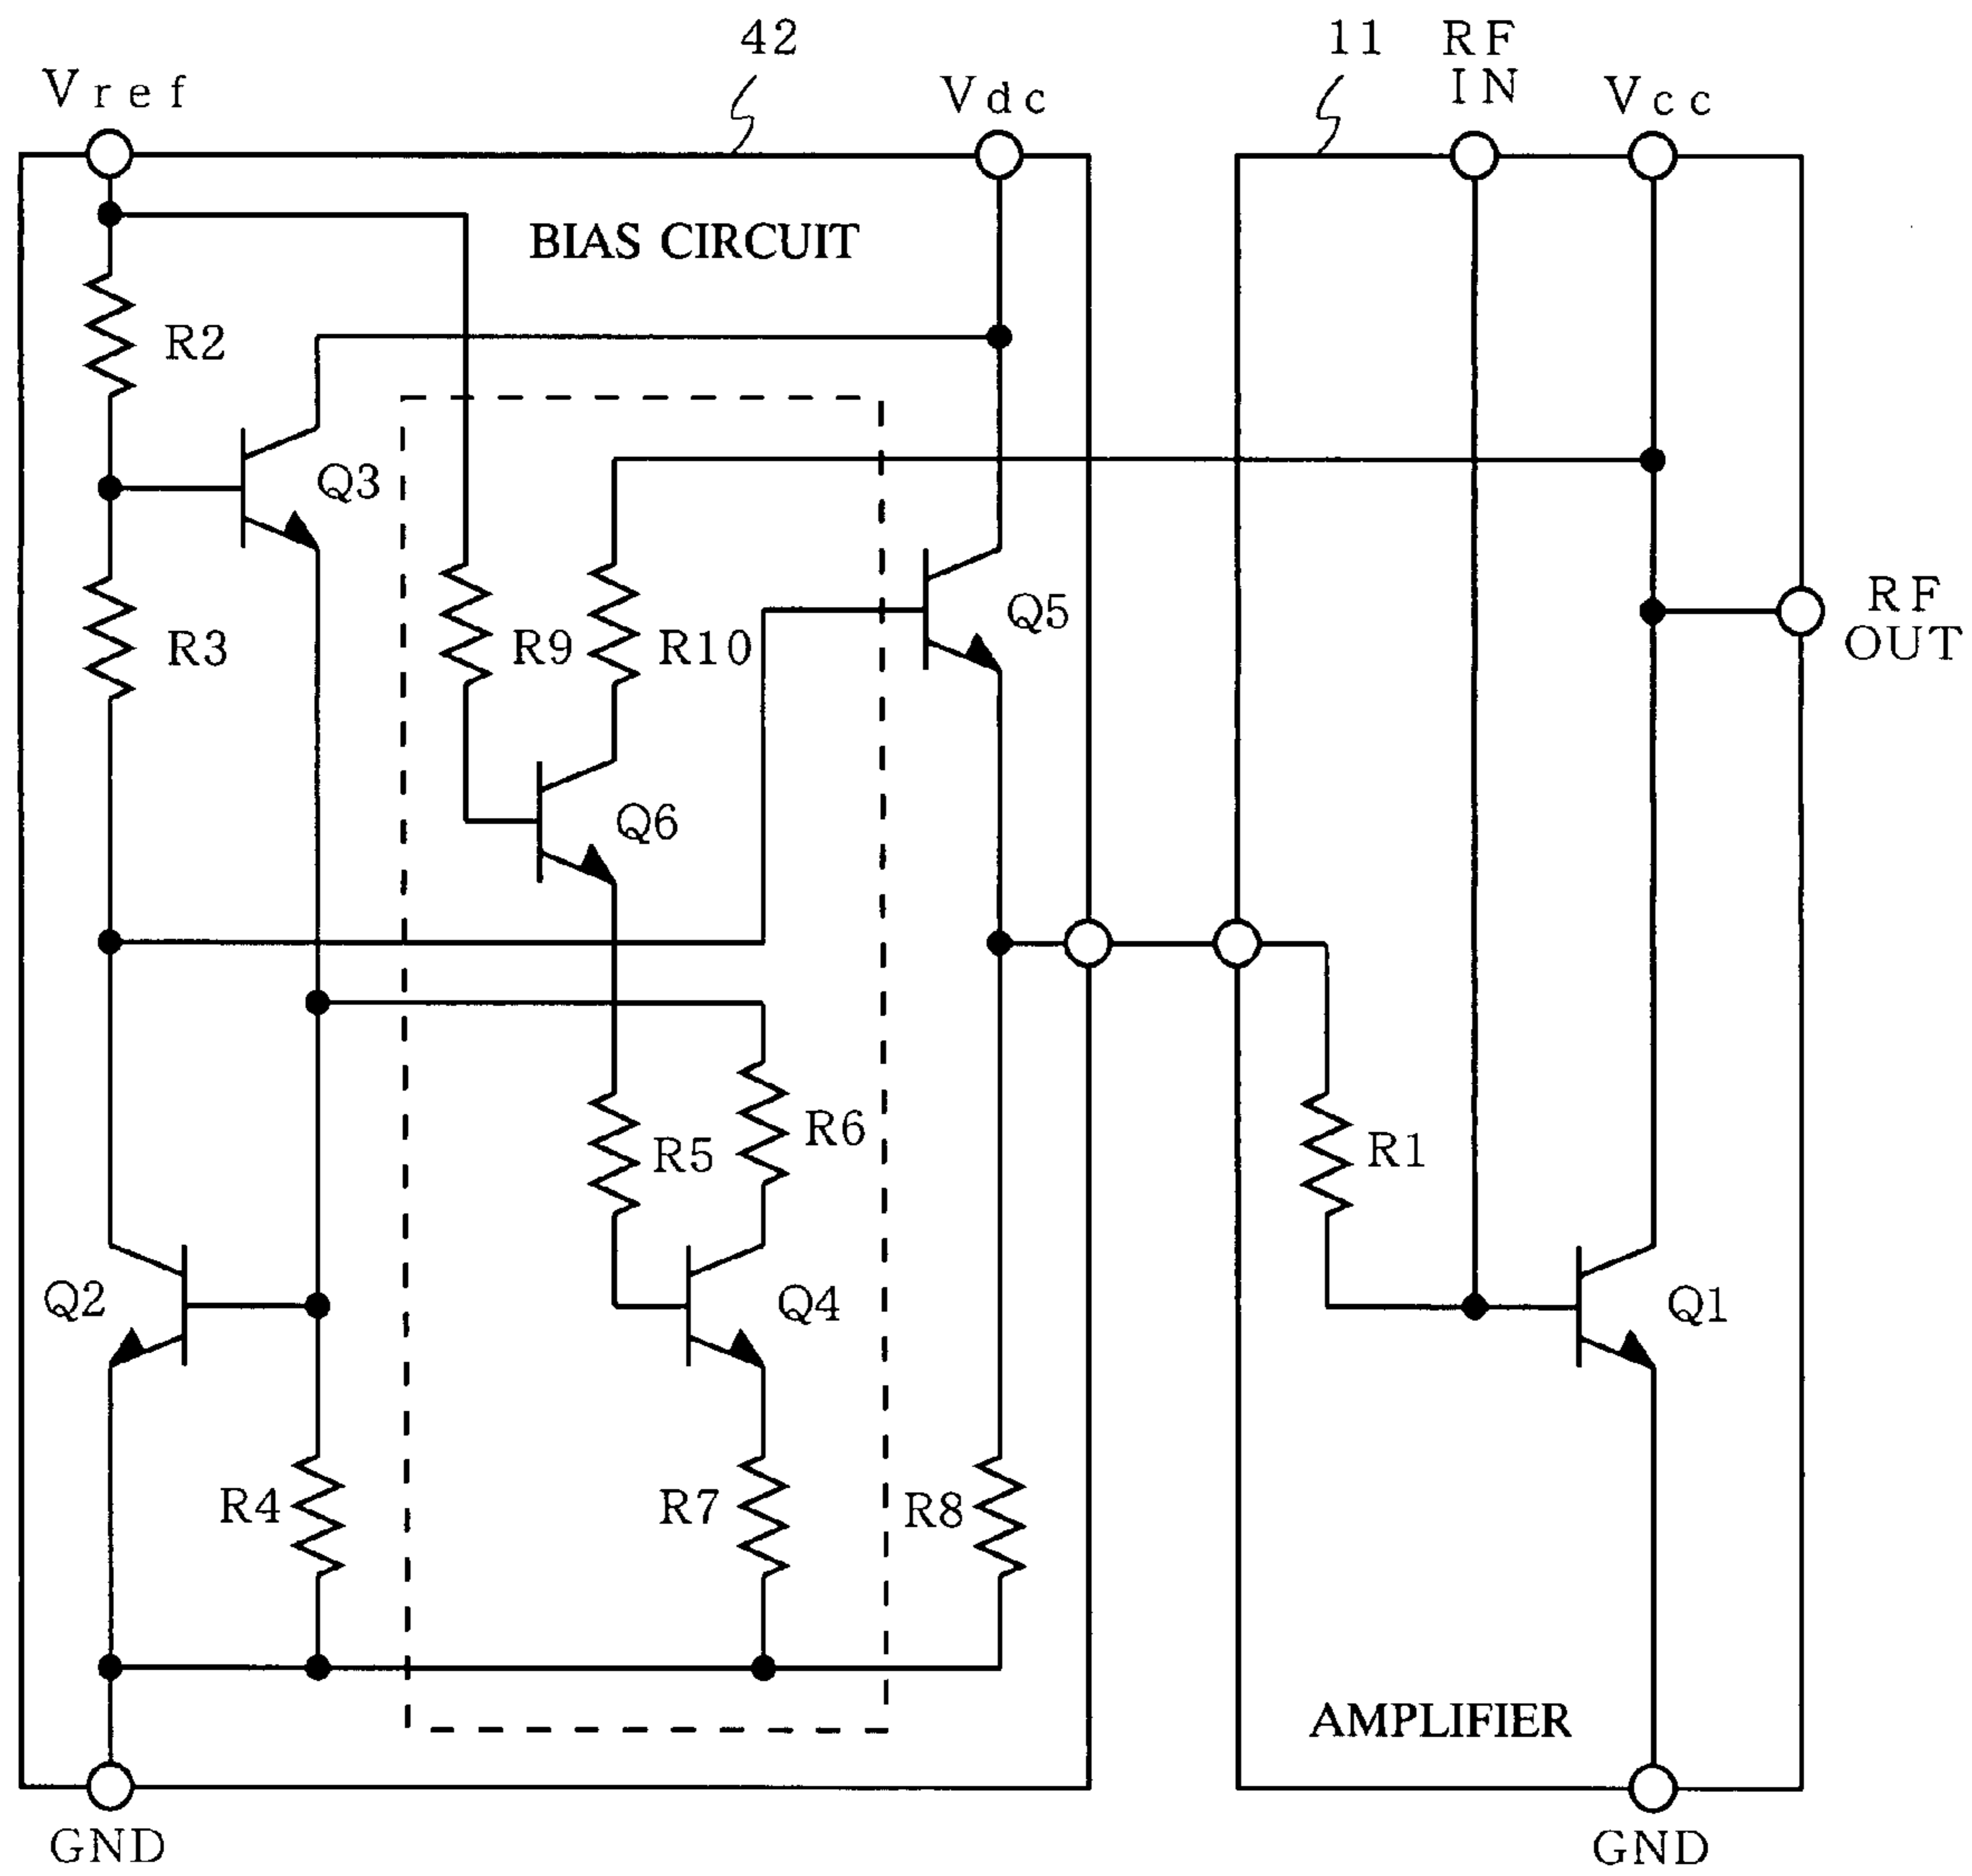 42
11
RF
IN
Vref
Vdc
Vcc
BIAS CIRCUIT
R2
Q3
R3
R9
R10
Q5
RF
OUT
Q6
R6
R5
R1
Q2
Q4
Q1
R4
R7
R8
AMPLIFIER
GND
GND